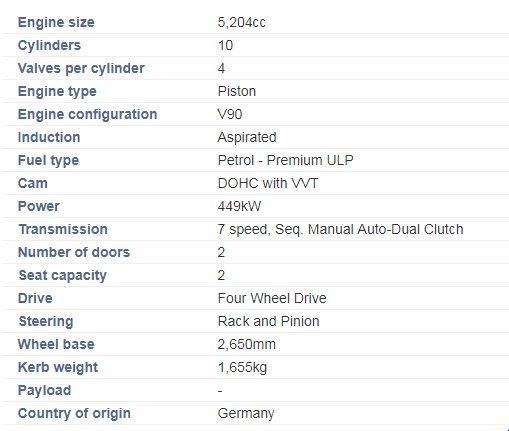 Engine size 5,204cc
Cylinders 10
Valves per cylinder 4
Engine type Piston
Engine configuration V90
Induction Aspirated
Fuel type Petrol - Premium ULP
Cam DOHC with VVT
Power 449kW
Transmission 7 speed, Seq. Manual Auto-Dual Clutch
Number of doors 2
Seat capacity 2
Drive Four Wheel Drive
Steering Rack and Pinion
Wheel base 2,650mm
Kerb weight 1,655kg
Payload -
Country of origin Germany